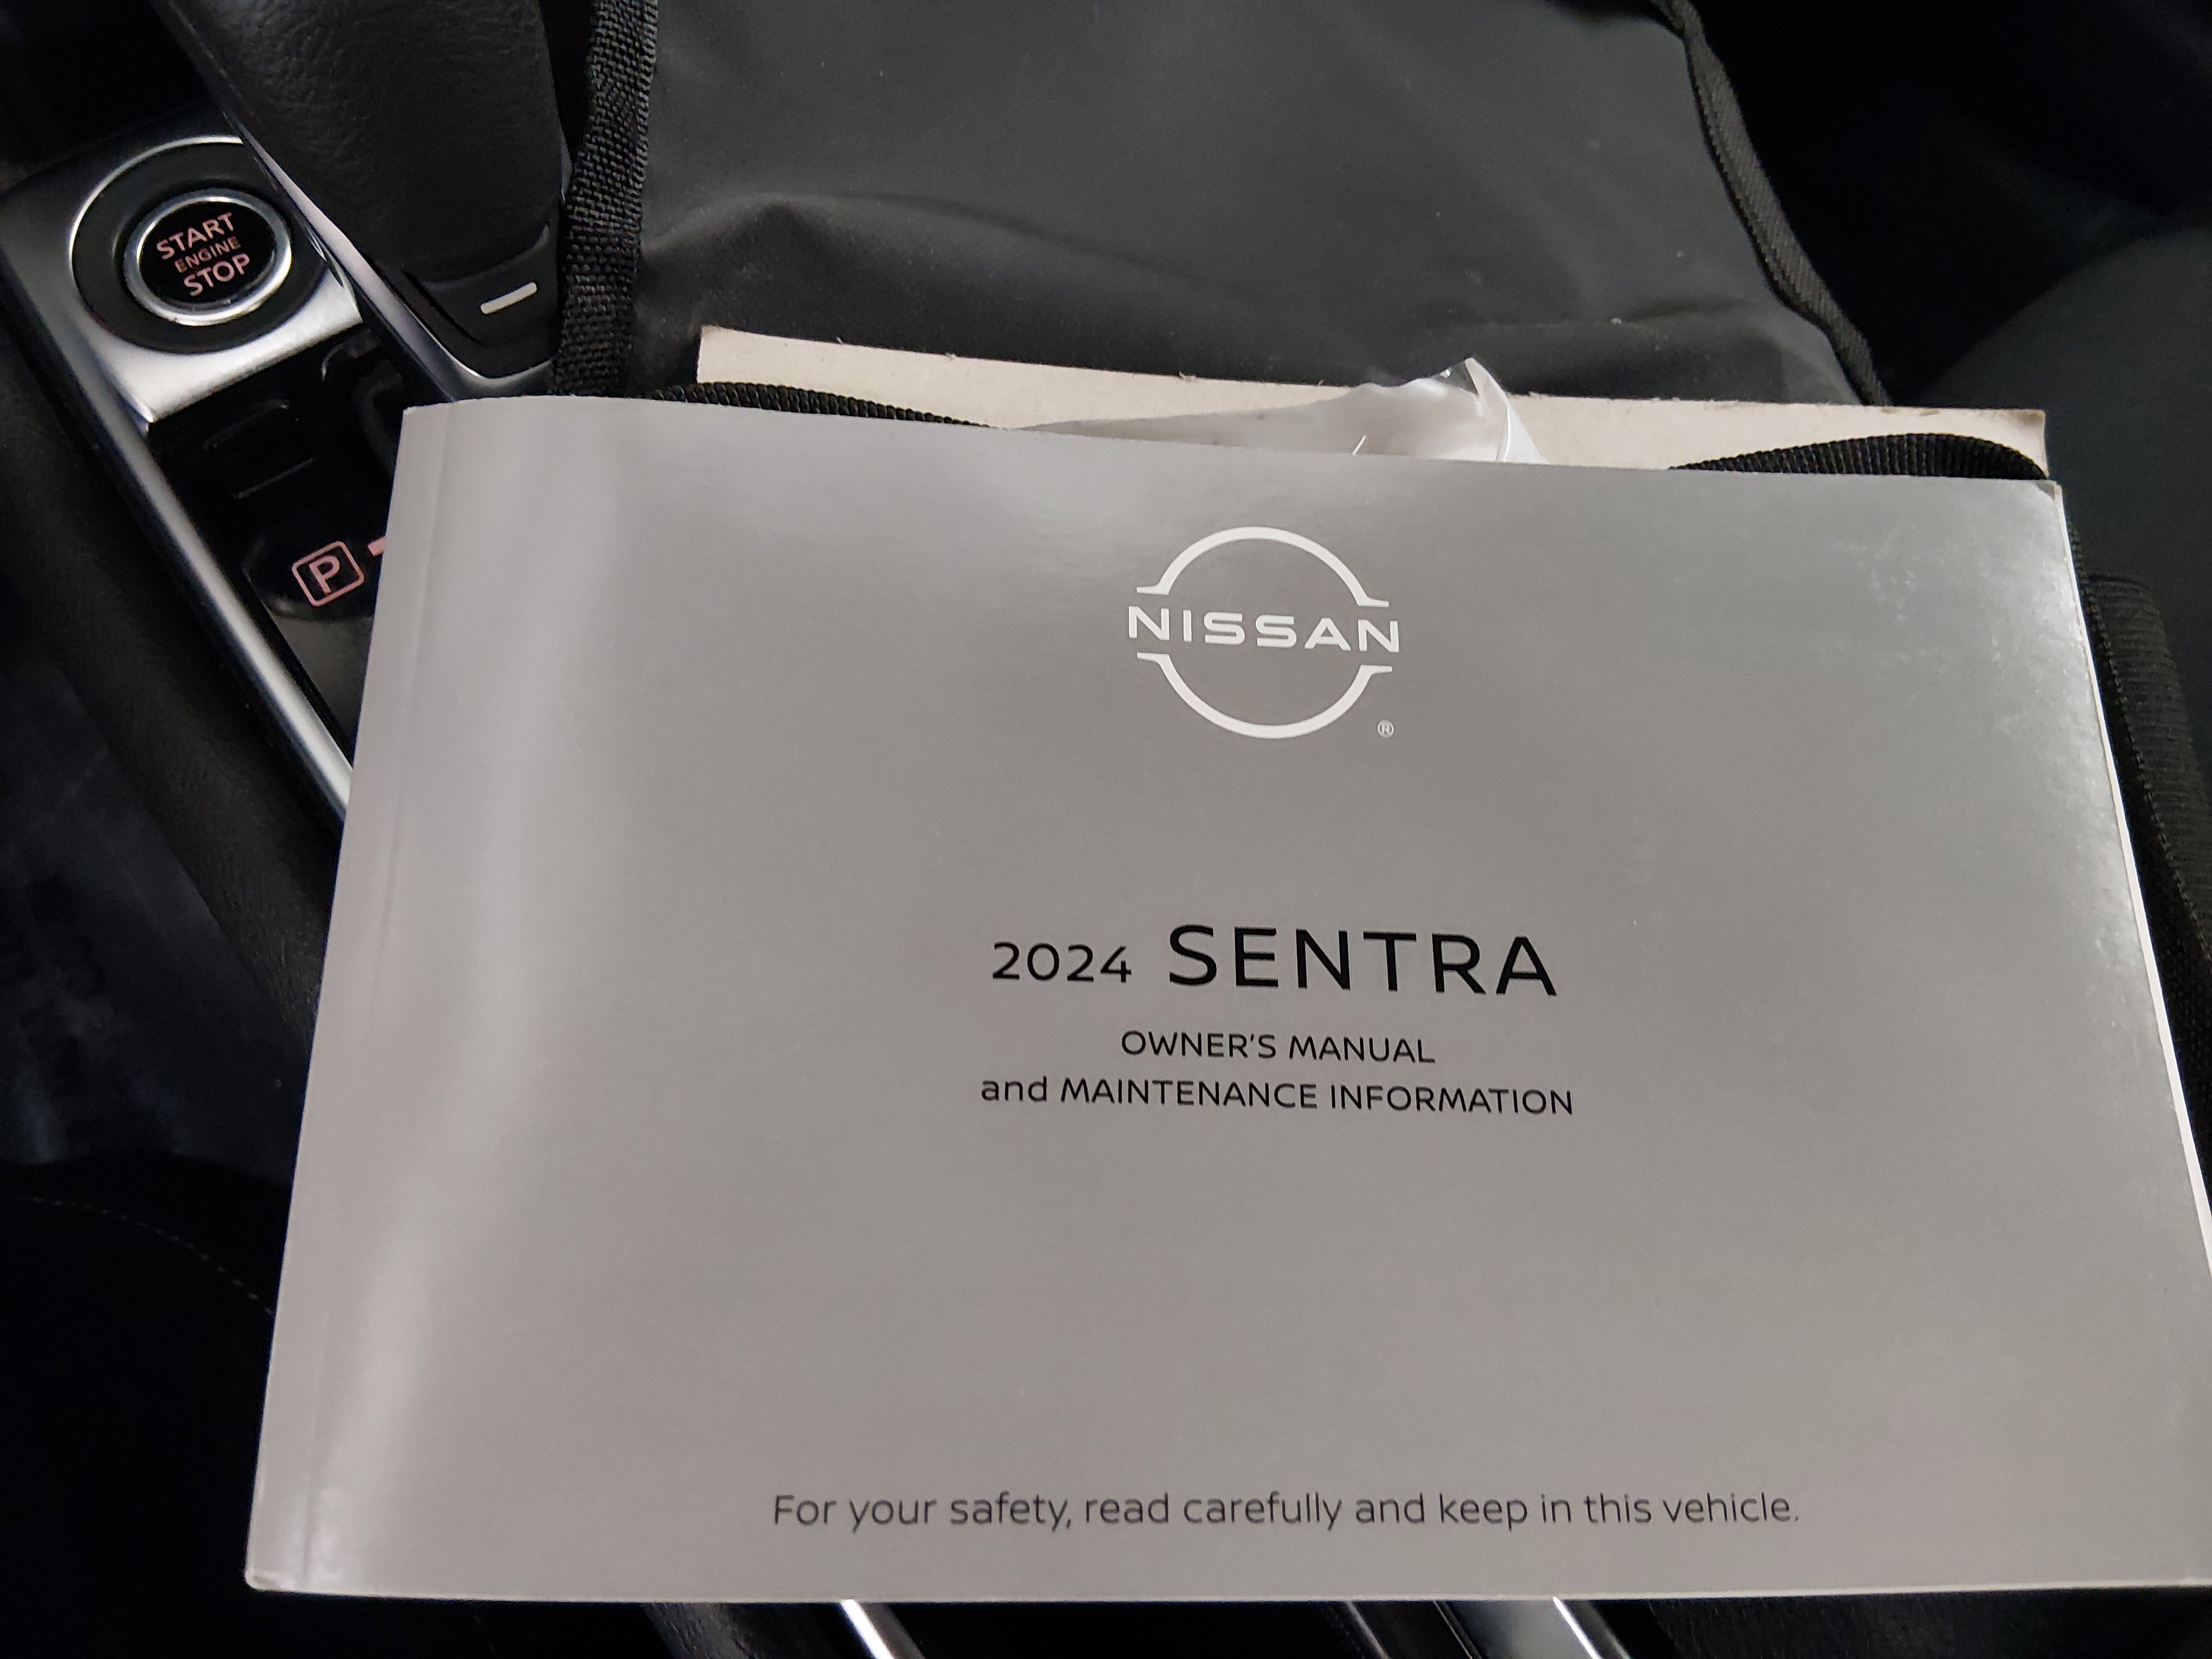 START
ENGINE
STOP
P
NISSAN
®
2024 SENTRA
OWNER'S MANUAL
and MAINTENANCE INFORMATION
For your safety, read carefully and keep in this vehicle.